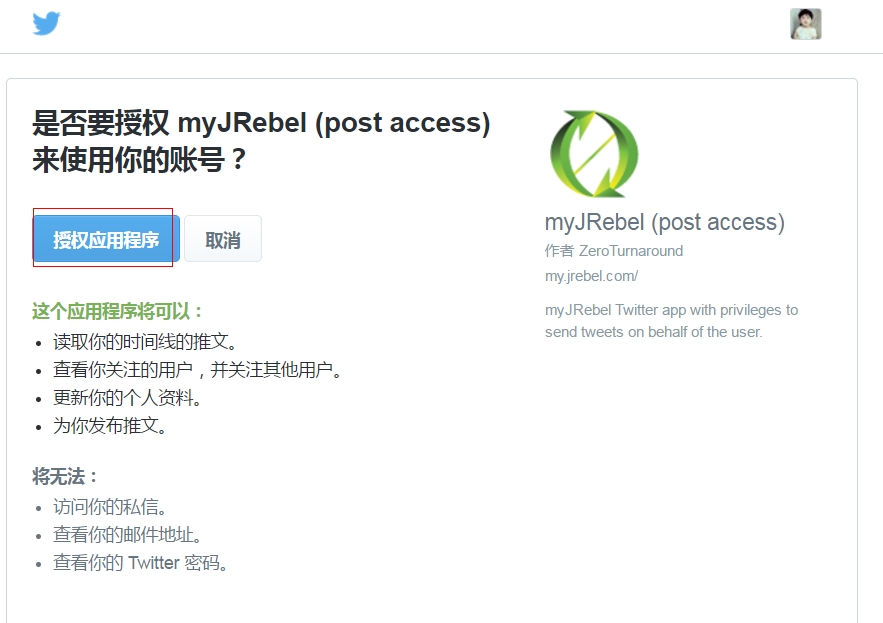 是否要授权 myJRebel (post access)
来使用你的账号？
授权应用程序 取消
这个应用程序将可以：
读取你的时间线的推文。
查看你关注的用户，并关注其他用户。
更新你的个人资料。
为你发布推文。
将无法：
访问你的私信。
查看你的邮件地址。
查看你的 Twitter 密码。
myJRebel (post access)
作者 ZeroTurnaround
my.jrebel.com/
myJRebel Twitter app with privileges to
send tweets on behalf of the user.